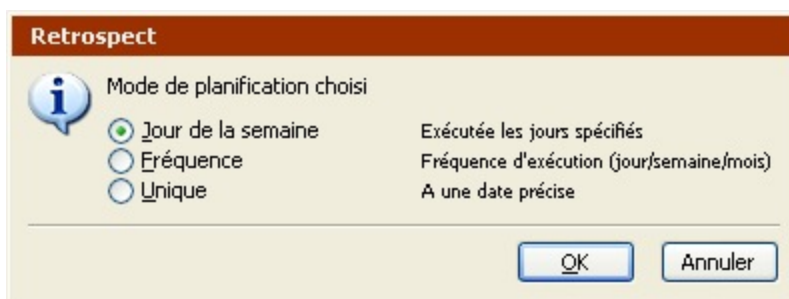 Retrospect
Mode de planification choisi
Jour de la semaine Exécutée les jours spécifiés
Fréquence Fréquence d'exécution (jour/semaine/mois)
Unique A une date précise
OK Annuler